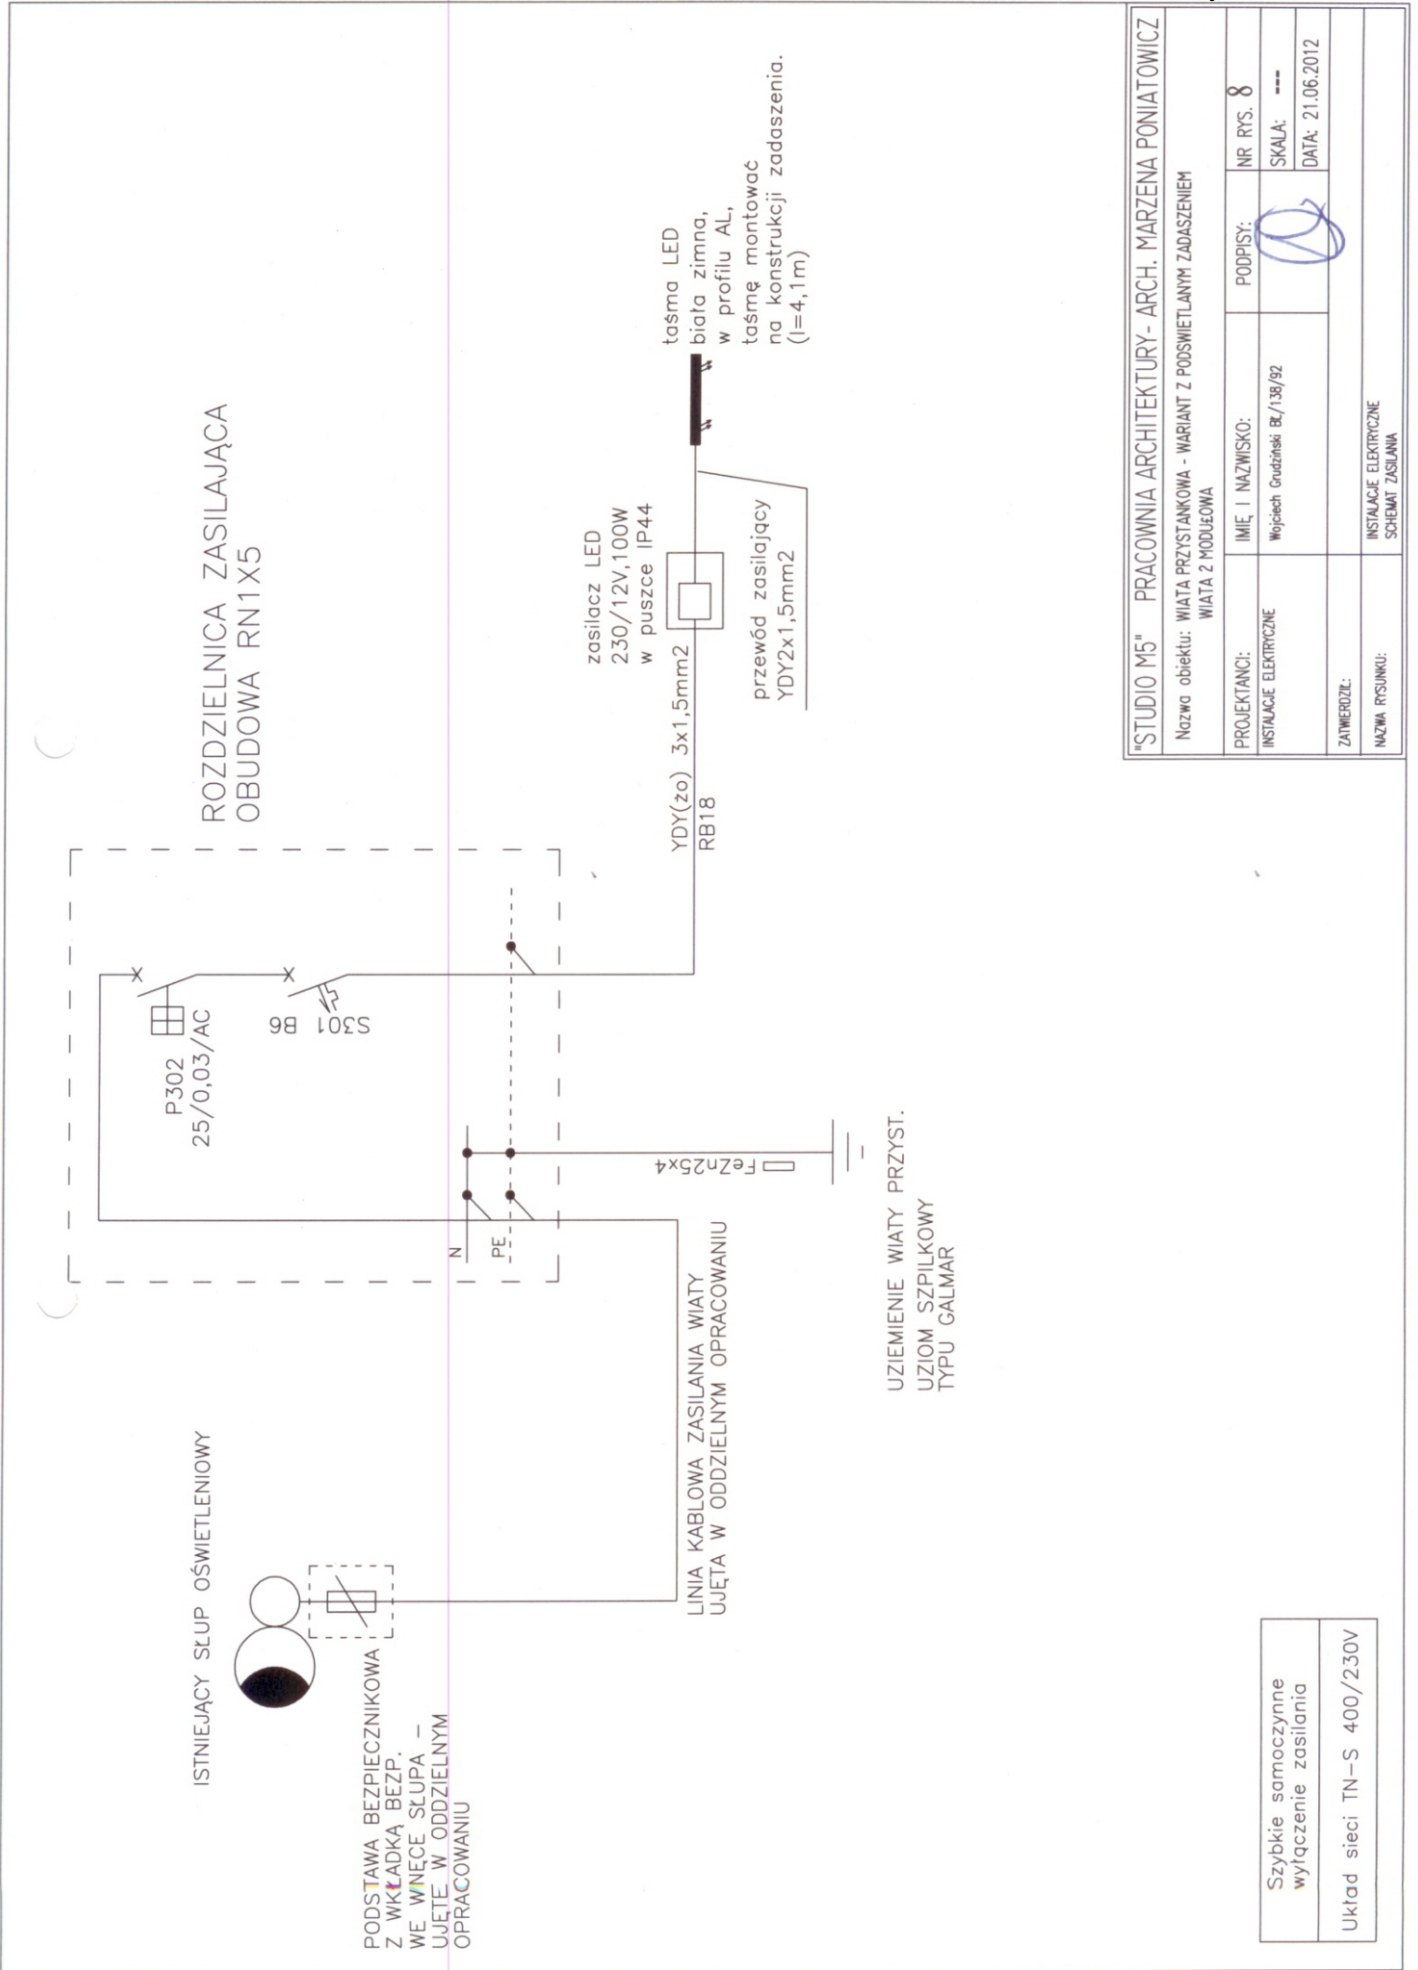 ISTNIEJĄCY SŁUP OŚWIETLENIOWY
PODSTAWA BEZPIECZNIKOWA
Z WKŁADKĄ BEZP.
WE WNĘCE SŁUPA –
UJĘTE W ODDZIELNYM
OPRACOWANIU
LINIA KABLOWA ZASILANIA WIATY
UJĘTA W ODDZIELNYM OPRACOWANIU
ROZDZIELNICA ZASILAJĄCA
OBUDOWA RN1X5
P302
25/0,03/AC
S301 B6
N
PE
FeZn25x4
UZIEMIENIE WIATY PRZYST.
UZIOM SZPILKOWY
TYPU GALMAR
YDY(żo) 3x1,5mm2
RB18
zasilacz LED
230/12V,100W
w puszce IP44
przewód zasilający
YDY2x1,5mm2
taśma LED
biała zimna,
w profilu AL,
taśmę montować
na konstrukcji zadaszenia.
(l=4,1m)
Szybkie samoczynne
wyłączenie zasilania
Układ sieci TN–S 400/230V
"STUDIO M5" PRACOWNIA ARCHITEKTURY- ARCH. MARZENA PONIATOWICZ
Nazwa obiektu: WIATA PRZYSTANKOWA - WARIANT Z PODSWIETLANYM ZADASZENIEM
WIATA 2 MODUŁOWA
PROJEKTANCI: IMIĘ I NAZWISKO: PODPISY: NR RYS. 8
INSTALACJE ELEKTRYCZNE Wojciech Grudziński BŁ/138/92 SKALA: ---
DATA: 21.06.2012
ZATWIERDZIŁ:
NAZWA RYSUNKU: INSTALACJE ELEKTRYCZNE
SCHEMAT ZASILANIA